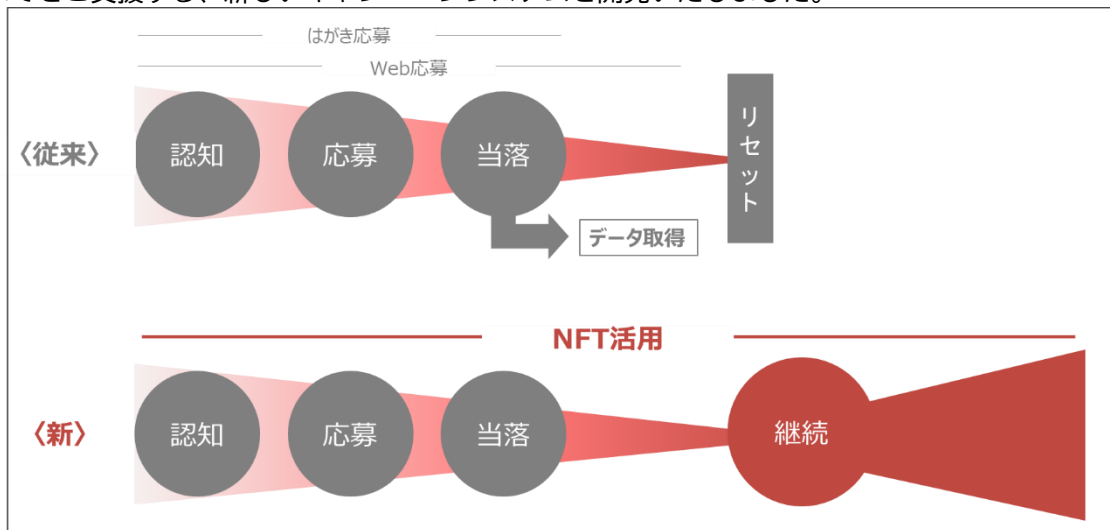 はがき応募
Web応募
〈従来〉
認知
応募
当落
リセット
データ取得
NFT活用
〈新〉
認知
応募
当落
継続